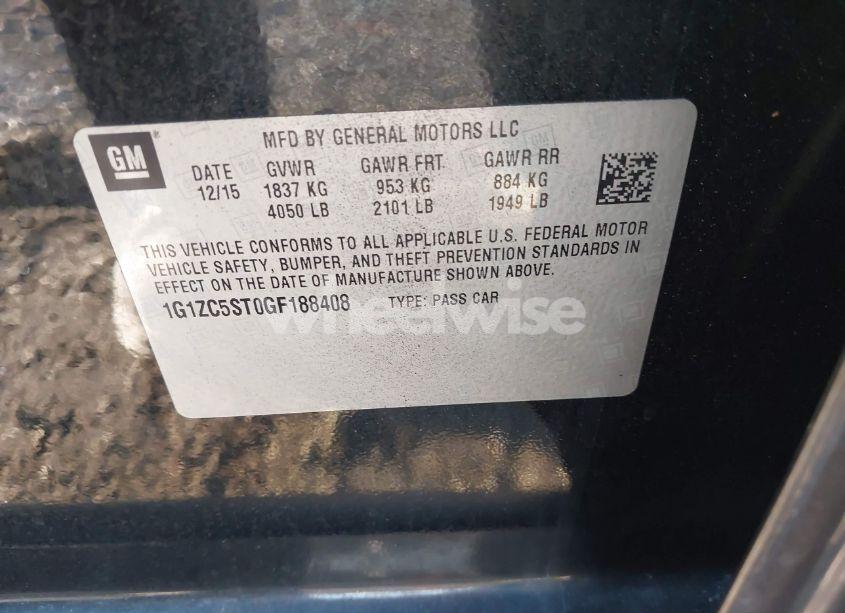 GM
MFD BY GENERAL MOTORS LLC
DATE GVWR GAWR FRT GAWR RR
12/15 1837 KG 953 KG 884 KG
4050 LB 2101 LB 1949 LB
THIS VEHICLE CONFORMS TO ALL APPLICABLE U.S. FEDERAL MOTOR
VEHICLE SAFETY, BUMPER, AND THEFT PREVENTION STANDARDS IN
EFFECT ON THE DATE OF MANUFACTURE SHOWN ABOVE.
1G1ZC5ST0GF188408 TYPE: PASS CAR
wheelwise